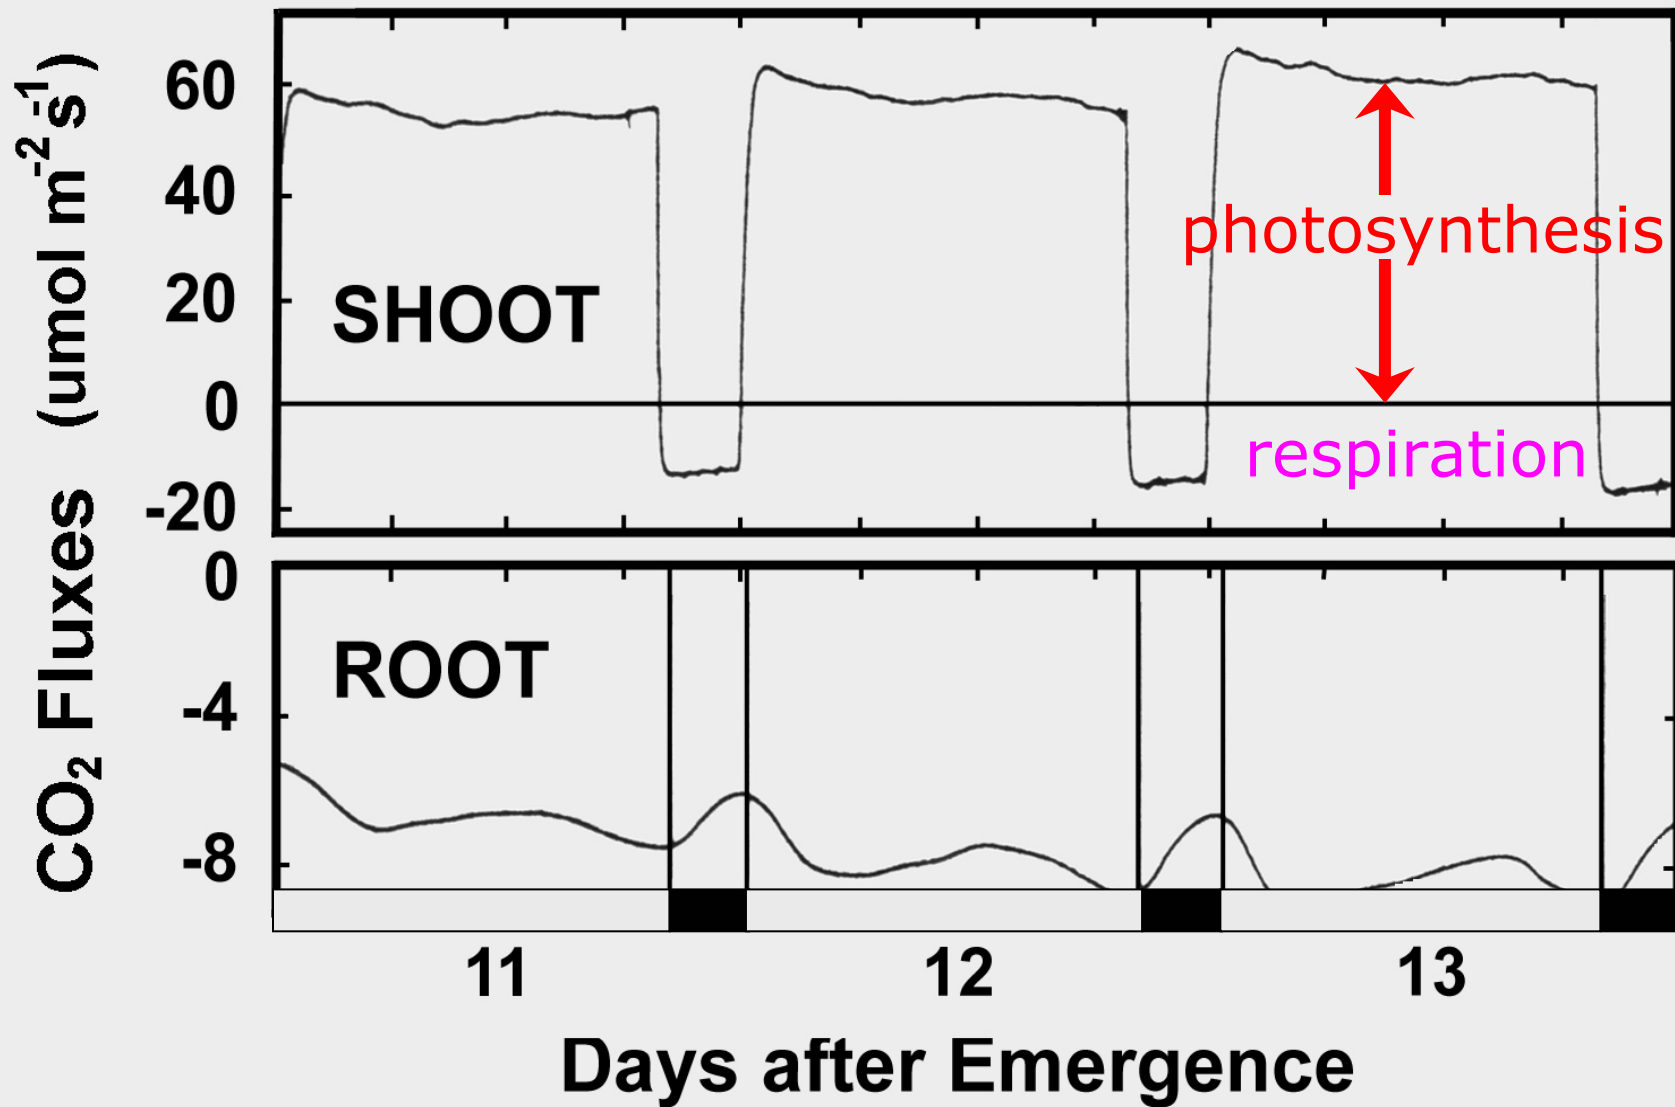 CO₂ Fluxes (umol m⁻²s⁻¹)
60
40
20
0
-20
SHOOT
photosynthesis
respiration
0
-4
-8
ROOT
11 12 13
Days after Emergence